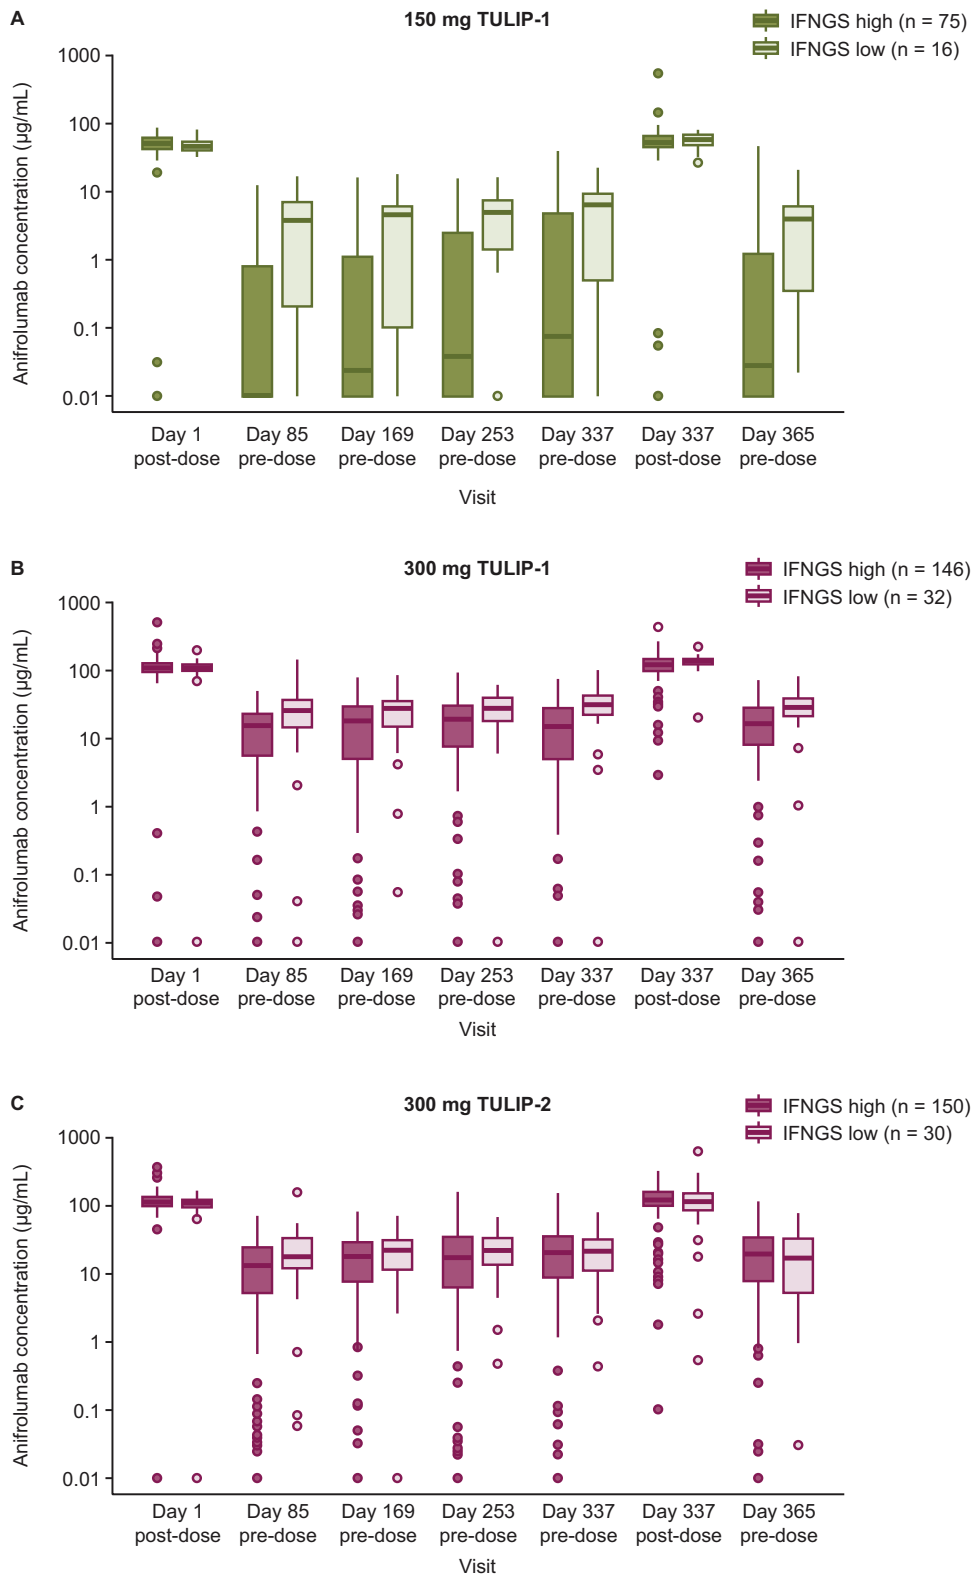 A
150 mg TULIP-1
IFNGS high (n = 75)
IFNGS low (n = 16)
Anifrolumab concentration (µg/mL)
1000
100
10
1
0.1
0.01
Day 1 Day 85 Day 169 Day 253 Day 337 Day 337 Day 365
post-dose pre-dose pre-dose pre-dose pre-dose post-dose pre-dose
Visit
B
300 mg TULIP-1
IFNGS high (n = 146)
IFNGS low (n = 32)
Anifrolumab concentration (µg/mL)
1000
100
10
1
0.1
0.01
Day 1 Day 85 Day 169 Day 253 Day 337 Day 337 Day 365
post-dose pre-dose pre-dose pre-dose pre-dose post-dose pre-dose
Visit
C
300 mg TULIP-2
IFNGS high (n = 150)
IFNGS low (n = 30)
Anifrolumab concentration (µg/mL)
1000
100
10
1
0.1
0.01
Day 1 Day 85 Day 169 Day 253 Day 337 Day 337 Day 365
post-dose pre-dose pre-dose pre-dose pre-dose post-dose pre-dose
Visit